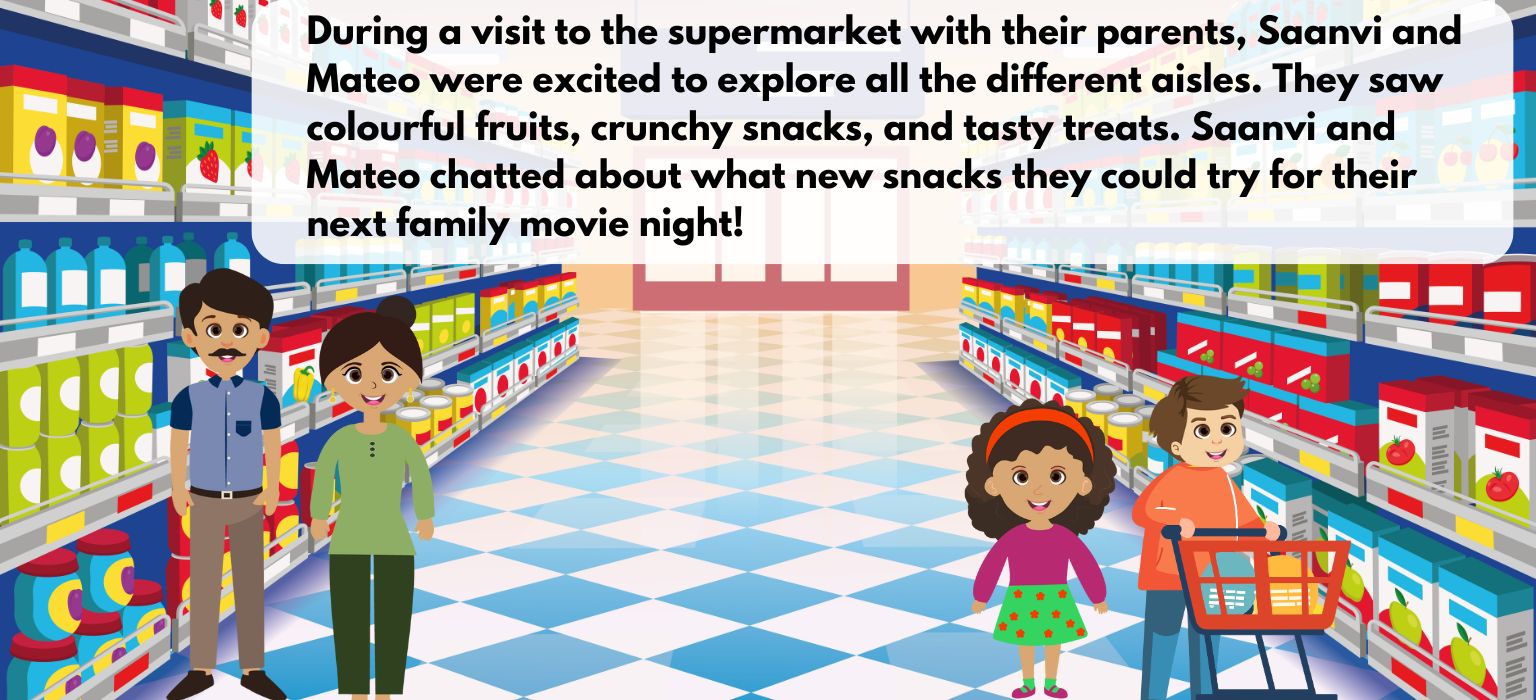 During a visit to the supermarket with their parents, Saanvi and
Mateo were excited to explore all the different aisles. They saw
colourful fruits, crunchy snacks, and tasty treats. Saanvi and
Mateo chatted about what new snacks they could try for their
next family movie night!